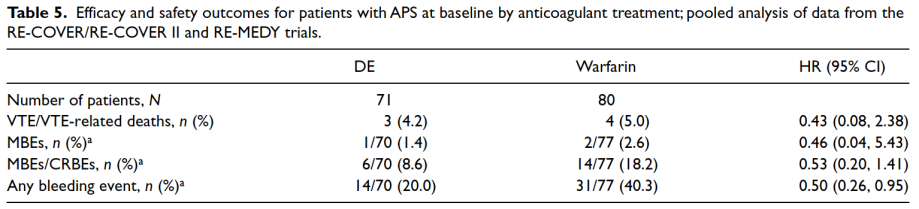 Table 5. Efficacy and safety outcomes for patients with APS at baseline by anticoagulant treatment; pooled analysis of data from the
RE-COVER/RE-COVER II and RE-MEDY trials.
DE Warfarin HR (95% CI)
Number of patients, N 71 80
VTE/VTE-related deaths, n (%) 3 (4.2) 4 (5.0) 0.43 (0.08, 2.38)
MBEs, n (%)ᵃ 1/70 (1.4) 2/77 (2.6) 0.46 (0.04, 5.43)
MBEs/CRBEs, n (%)ᵃ 6/70 (8.6) 14/77 (18.2) 0.53 (0.20, 1.41)
Any bleeding event, n (%)ᵃ 14/70 (20.0) 31/77 (40.3) 0.50 (0.26, 0.95)